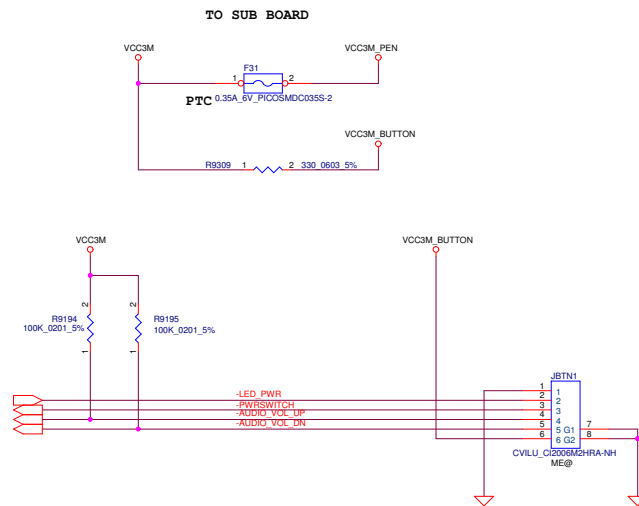 TO SUB BOARD
VCC3M
VCC3M_PEN
F31
1
2
PTC
0.35A_6V_PICOSMDC035S-2
VCC3M_BUTTON
R9309
1
2
330_0603_5%
VCC3M
VCC3M_BUTTON
2
2
R9194
100K_0201_5%
R9195
100K_0201_5%
1
1
JBTN1
-LED_PWR
-PWRSWITCH
-AUDIO_VOL_UP
-AUDIO_VOL_DN
1
2
3
4
5
6
1
2
3
4
5 G1
6 G2
7
8
CVILU_CI2006M2HRA-NH
ME@